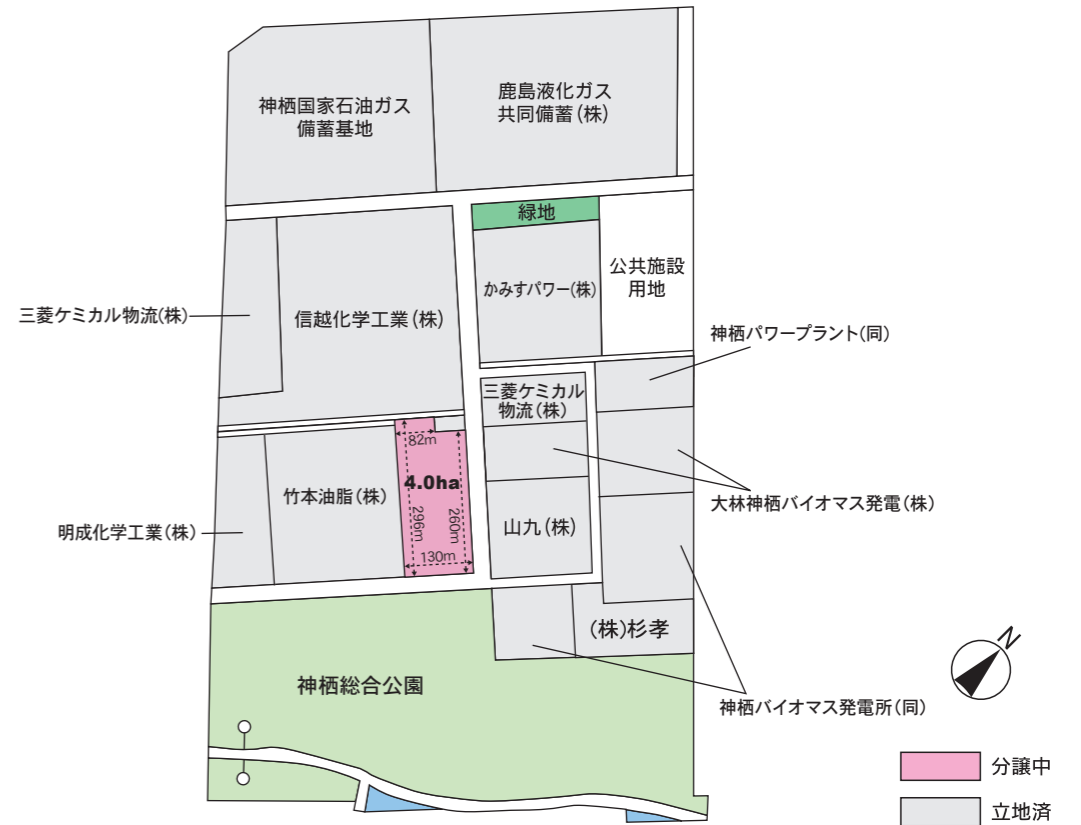 神栖国家石油ガス
備蓄基地
鹿島液化ガス
共同備蓄(株)
緑地
公共施設
用地
かみすパワー(株)
三菱ケミカル物流(株)
信越化学工業(株)
神栖パワープラント(同)
三菱ケミカル
物流(株)
82m
4.0ha
296m
260m
130m
竹本油脂(株)
明成化学工業(株)
山九(株)
大林神栖バイオマス発電(株)
(株)杉孝
神栖総合公園
神栖バイオマス発電所(同)
N
分譲中
立地済